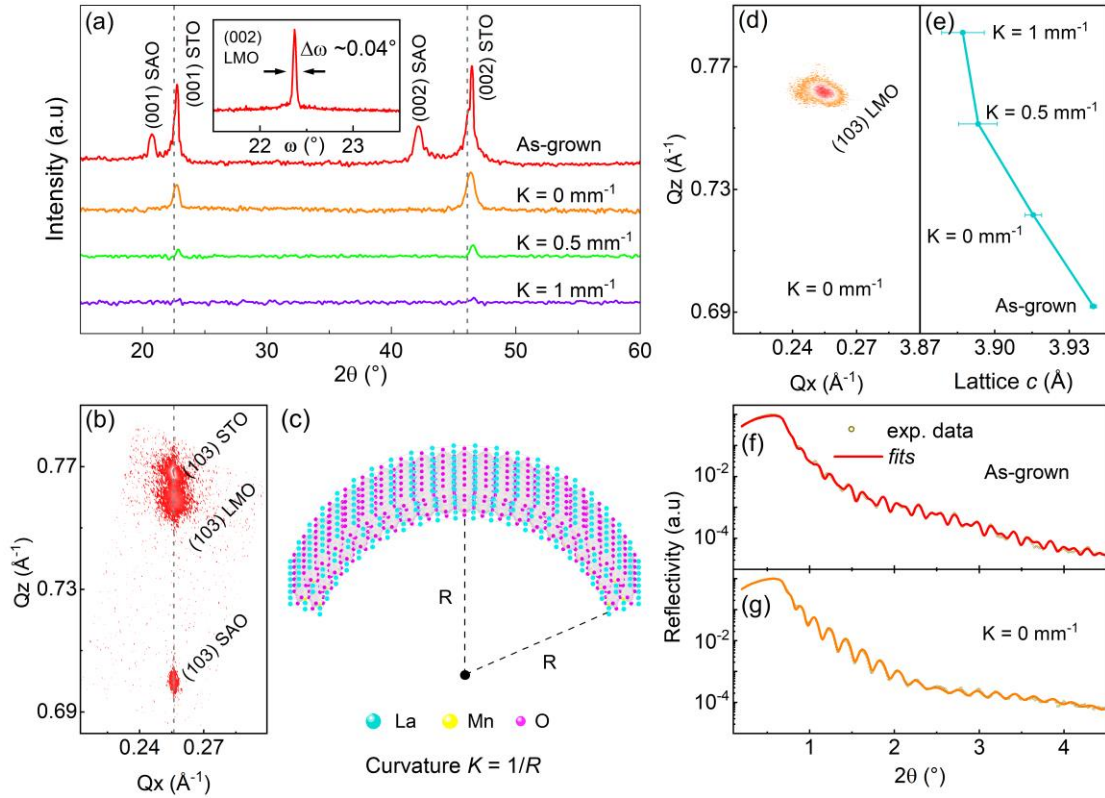 (a)
(001) SAO
(001) STO
(002)
LMO
Δω ~0.04°
22
23
ω (°)
(002) SAO
(002) STO
As-grown
K = 0 mm⁻¹
K = 0.5 mm⁻¹
K = 1 mm⁻¹
Intensity (a.u)
20
30
40
50
60
2θ (°)
(d)
0.77
0.73
0.69
Qz (Å⁻¹)
(103) LMO
K = 0 mm⁻¹
0.24
0.27
Qx (Å⁻¹)
(e)
K = 1 mm⁻¹
K = 0.5 mm⁻¹
K = 0 mm⁻¹
As-grown
3.87
3.90
3.93
Lattice c (Å)
(b)
0.77
0.73
0.69
Qz (Å⁻¹)
(103) STO
(103) LMO
(103) SAO
0.24
0.27
Qx (Å⁻¹)
(c)
R
R
La
Mn
O
Curvature K = 1/R
(f)
exp. data
fits
As-grown
10⁻²
10⁻⁴
Reflectivity (a.u)
(g)
K = 0 mm⁻¹
10⁻²
10⁻⁴
1
2
3
4
2θ (°)